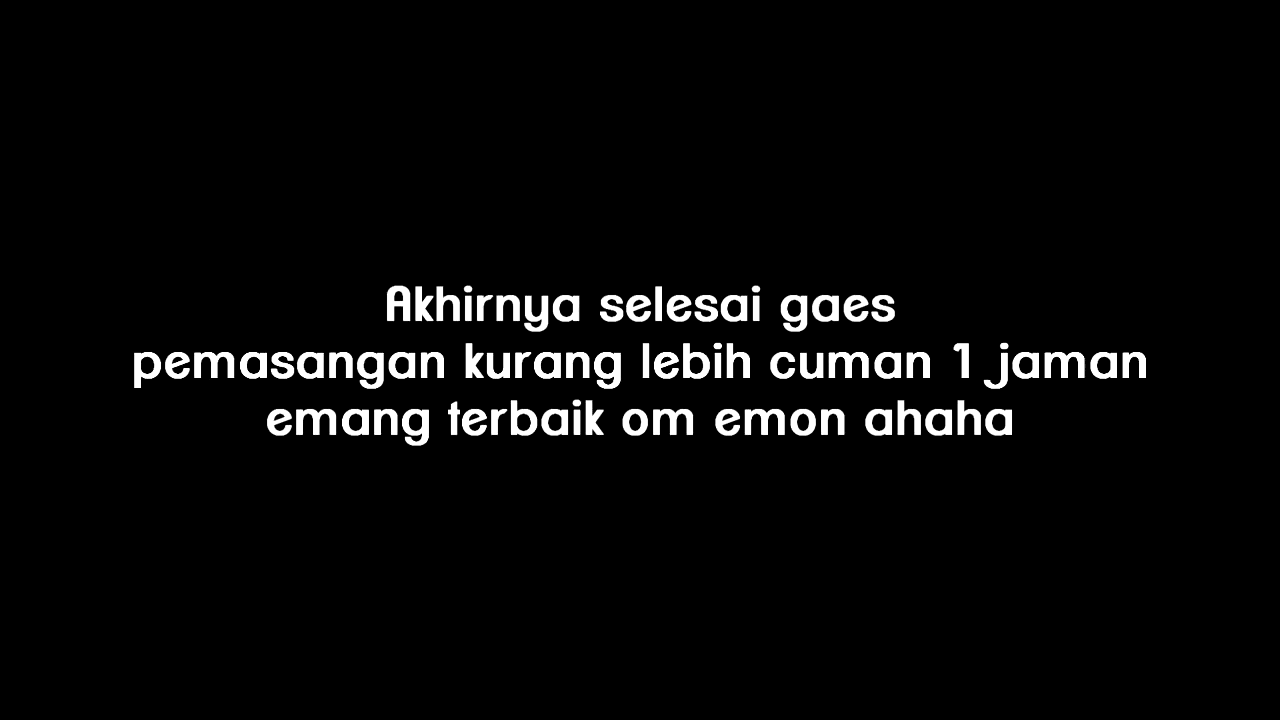 Akhirnya selesai gaes
pemasangan kurang lebih cuman 1 jaman
emang terbaik om emon ahaha